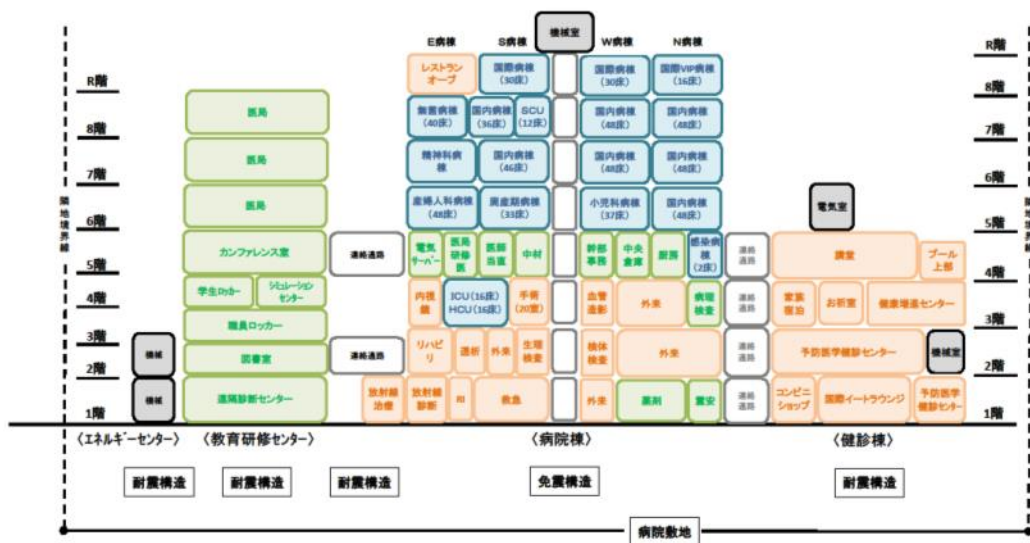 機械室
E病棟 S病棟 W病棟 N病棟
R階 R階
レストラン
オープ
国際病棟
(30床)
国際病棟
(30床)
国際VIP病棟
(16床)
8階 8階
医局
無菌病棟
(40床)
国内病棟
(36床)
SCU
(12床)
国内病棟
(48床)
国内病棟
(48床)
7階 7階
医局
精神科病
棟
国内病棟
(46床)
国内病棟
(48床)
国内病棟
(48床)
6階 6階
隣地境界線
医局
産婦人科病棟
(48床)
周産期病棟
(33床)
小児科病棟
(37床)
国内病棟
(48床)
電気室
隣地境界線
5階 5階
カンファレンス室
連絡通路
電気
サーバー
医局
研修
医
医師
当直
中材
幹部
事務
中央
倉庫
厨房
感染病
棟
(2床)
連絡
通路
講堂
プール
上部
4階 4階
学生ロッカー
シミュレーション
センター
内視
鏡
ICU(16床)
HCU(16床)
手術
(20室)
血管
造影
外来
病理
検査
連絡
通路
家族
宿泊
お祈室
健康増進センター
3階 3階
職員ロッカー
機械
図書室
連絡通路
リハビ
リ
透析
外来
生理
検査
検体
検査
外来
連絡
通路
予防医学健診センター
機械室
2階 2階
機械
遠隔診断センター
放射線
治療
放射線
診断
RI
救急
外来
薬剤
霊安
連絡
通路
コンビニ
ショップ
国際イートラウンジ
予防医学
健診センター
1階 1階
〈エネルギーセンター〉 〈教育研修センター〉 〈病院棟〉 〈健診棟〉
耐震構造 耐震構造 耐震構造 免震構造 耐震構造
病院敷地